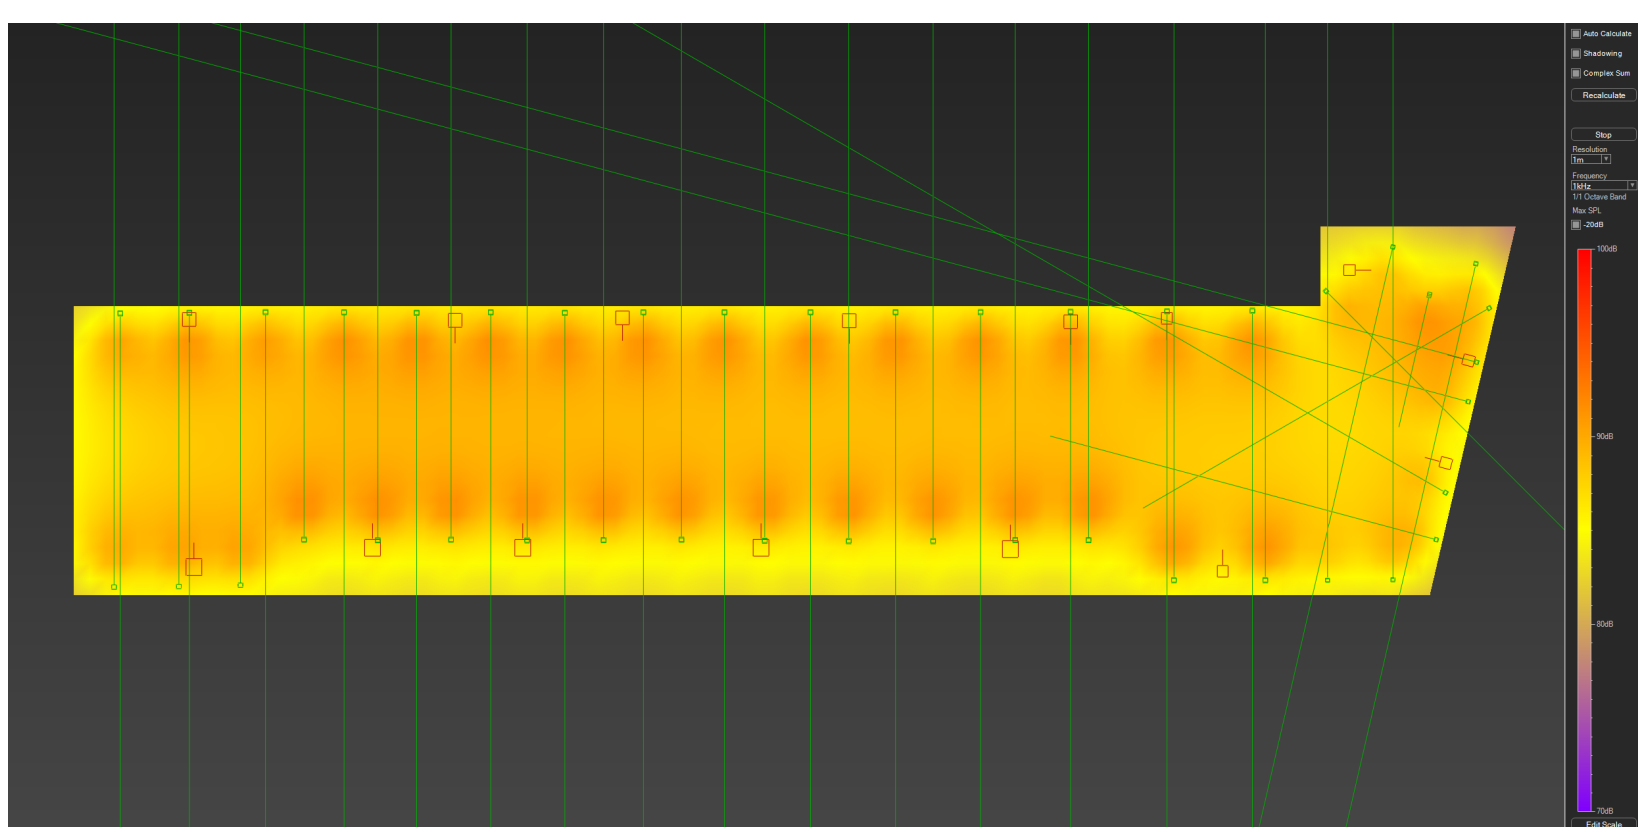 Auto Calculate
Shadowing
Complex Sum
Recalculate
Stop
Resolution
1m
Frequency
1kHz
1/1 Octave Band
Max SPL
-20dB
100dB
90dB
80dB
70dB
Edit Scale